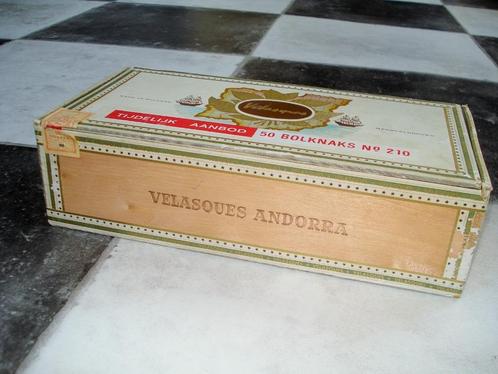 Velasques
TIJDELIJK AANBOD 50 BOLKNAKS Nº 210
VELASQUES ANDORRA